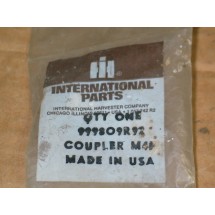 INTERNATIONAL
PARTS
INTERNATIONAL HARVESTER COMPANY
CHICAGO ILLINOIS
QTY ONE
999809R92
COUPLER
MADE IN USA